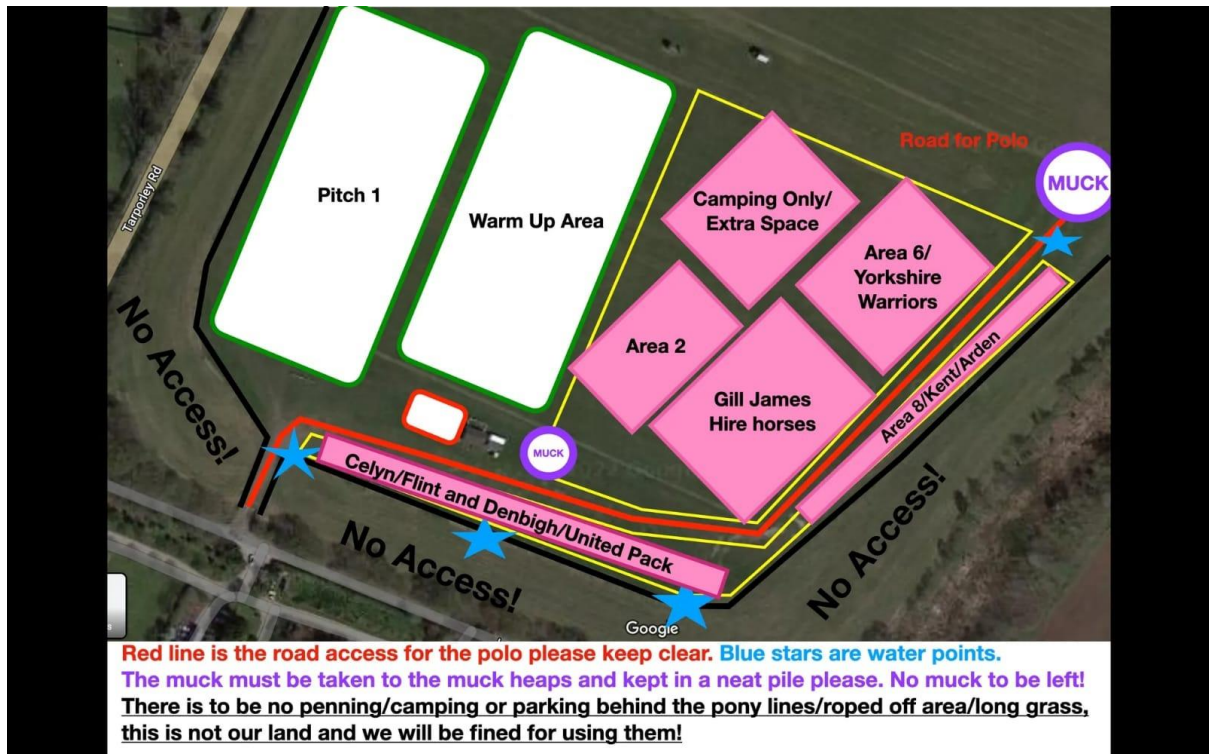 Road for Polo
MUCK
Tarporley Rd
Pitch 1
Warm Up Area
Camping Only/
Extra Space
Area 6/
Yorkshire
Warriors
Area 2
Gill James
Hire horses
Area 8/Kent/Arden
No Access!
MUCK
Celyn/Flint and Denbigh/United Pack
No Access!
No Access!
Google
Red line is the road access for the polo please keep clear. Blue stars are water points.
The muck must be taken to the muck heaps and kept in a neat pile please. No muck to be left!
There is to be no penning/camping or parking behind the pony lines/roped off area/long grass,
this is not our land and we will be fined for using them!